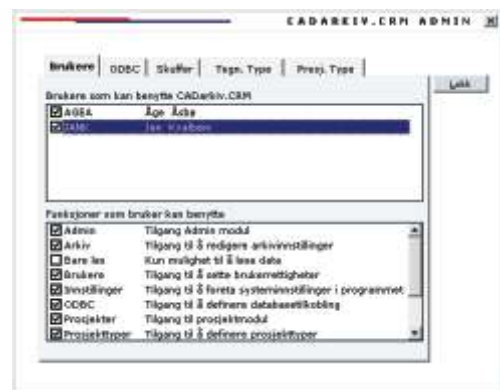 CADARKIV.CRM ADMIN
Brukere ODBC Skuffer Tegn. Type Prosj. Type
Lukk
Brukere som kan benytte CADarkiv.CRM
AGEA Åge Åsbø
JANK Jan
Funksjoner som bruker kan benytte
Admin Tilgang Admin modul
Arkiv Tilgang til å redigere arkivinnstillinger
Bare les Kun mulighet til å lese data
Brukere Tilgang til å sette brukerrettigheter
Innstillinger Tilgang til å foreta systeminnstillinger i programmet
ODBC Tilgang til å definere databasetilkobling
Prosjekter Tilgang til prosjektmodul
Prosjekttyper Tilgang til å definere prosjekttyper